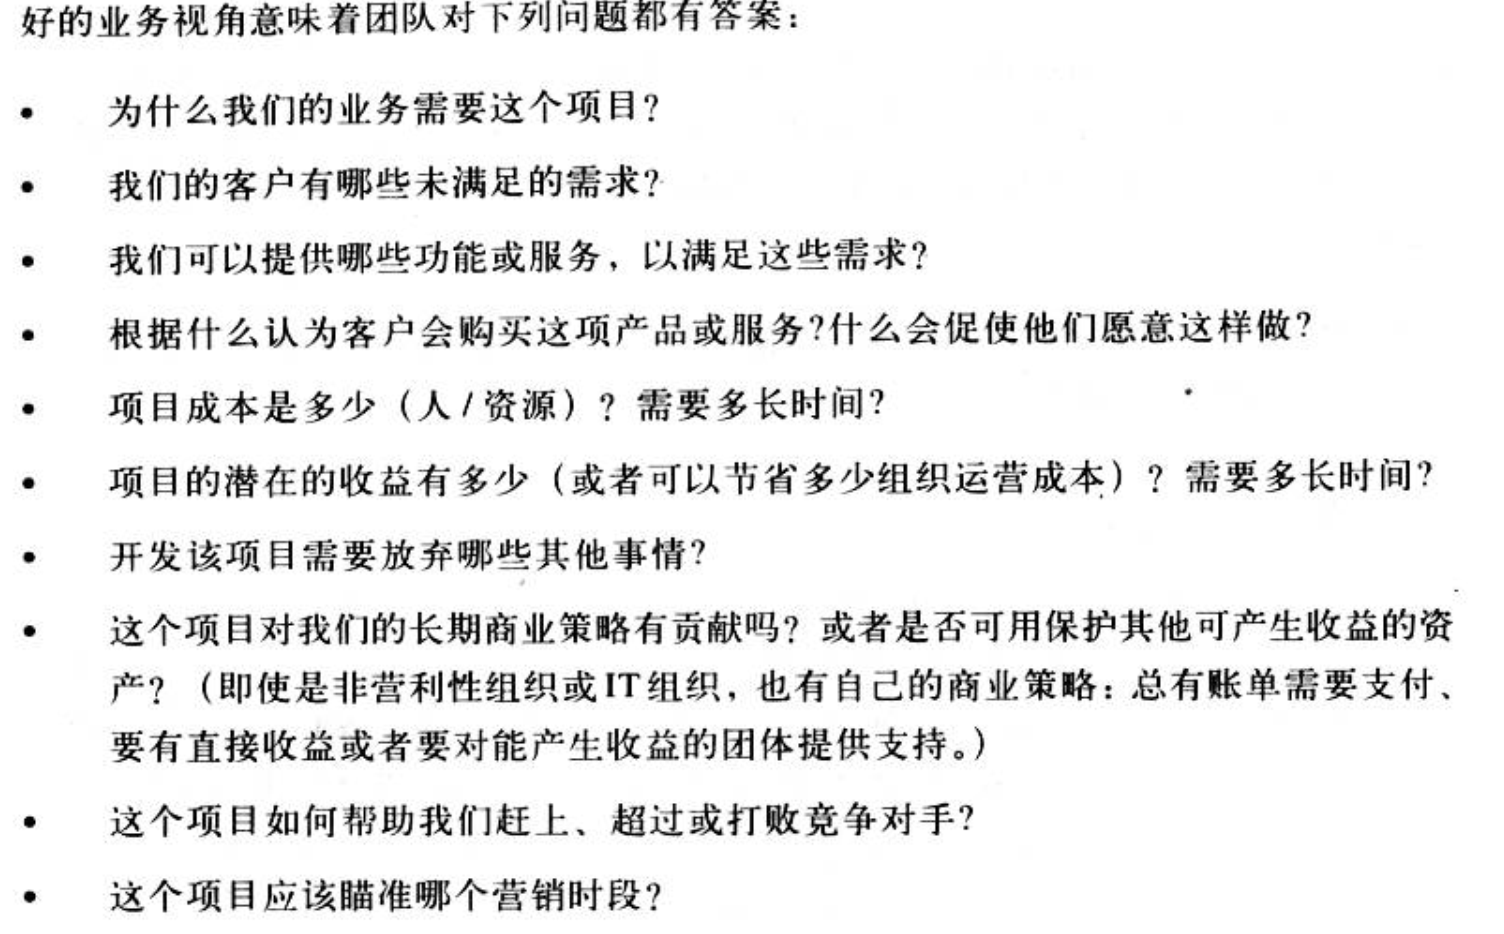 好的业务视角意味着团队对下列问题都有答案：
• 为什么我们的业务需要这个项目？
• 我们的客户有哪些未满足的需求？
• 我们可以提供哪些功能或服务，以满足这些需求？
• 根据什么认为客户会购买这项产品或服务？什么会促使他们愿意这样做？
• 项目成本是多少（人/资源）？需要多长时间？
• 项目的潜在的收益有多少（或者可以节省多少组织运营成本）？需要多长时间？
• 开发该项目需要放弃哪些其他事情？
• 这个项目对我们的长期商业策略有贡献吗？或者是否可用保护其他可产生收益的资
产？（即使是非营利性组织或IT组织，也有自己的商业策略：总有账单需要支付、
要有直接收益或者要对能产生收益的团体提供支持。）
• 这个项目如何帮助我们赶上、超过或打败竞争对手？
• 这个项目应该瞄准哪个营销时段？